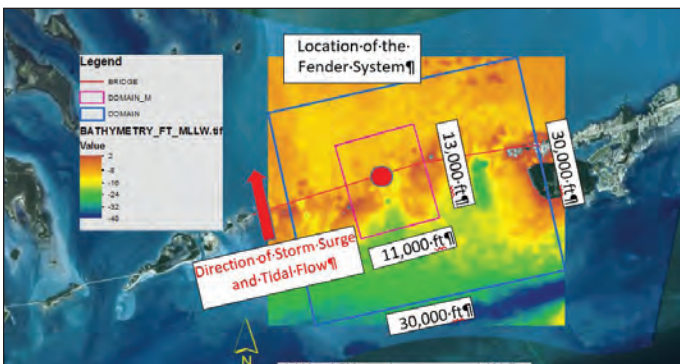 Location of the
Fender·System¶
Legend
BRIDGE
DOMAIN_M
DOMAIN
BATHYMETRY_FT_MLLW.tif
Value
2
-8
-16
-24
-32
-40
13,000·ft¶
30,000·ft¶
Direction·of·Storm·Surge
and·Tidal·Flow¶
11,000·ft¶
30,000·ft¶
N